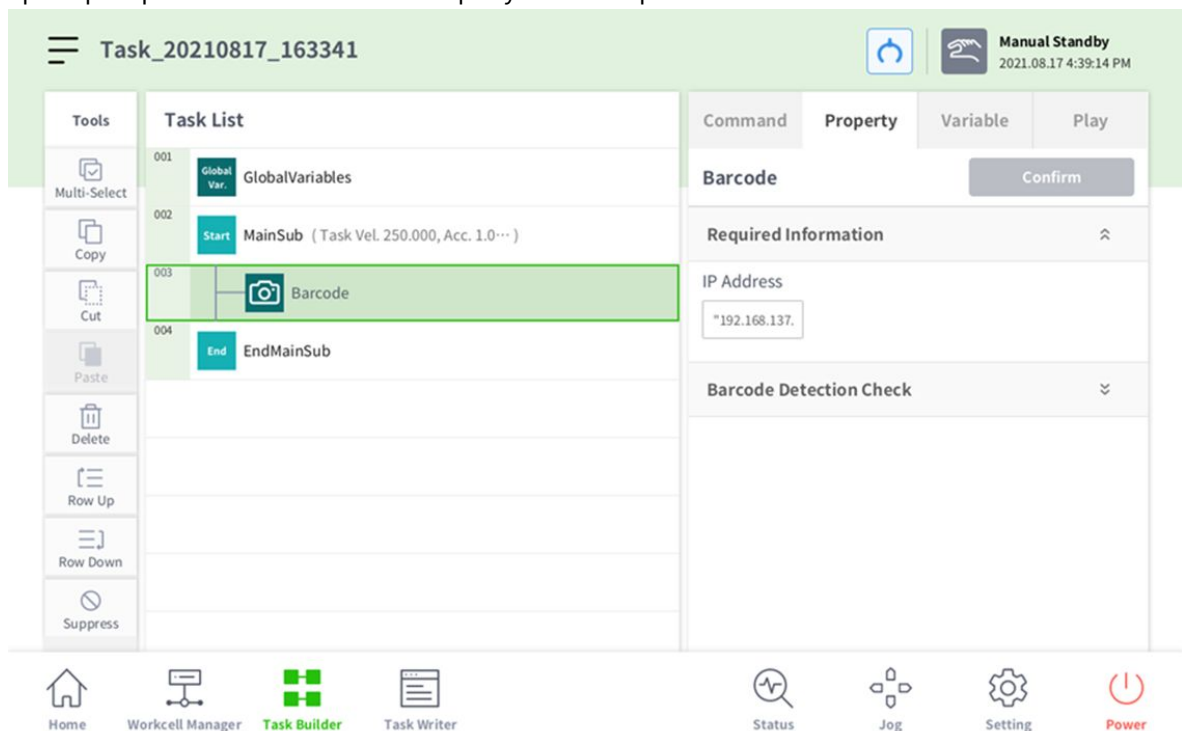 Task_20210817_163341
Manual Standby
2021.08.17 4:39:14 PM
Tools
Multi-Select
Copy
Cut
Paste
Delete
Row Up
Row Down
Suppress
Task List
001
Global Var.
GlobalVariables
002
Start
MainSub ( Task Vel. 250.000, Acc. 1.0··· )
003
Barcode
004
End
EndMainSub
Command
Property
Variable
Play
Barcode
Confirm
Required Information
IP Address
"192.168.137.
Barcode Detection Check
Home
Workcell Manager
Task Builder
Task Writer
Status
Jog
Setting
Power